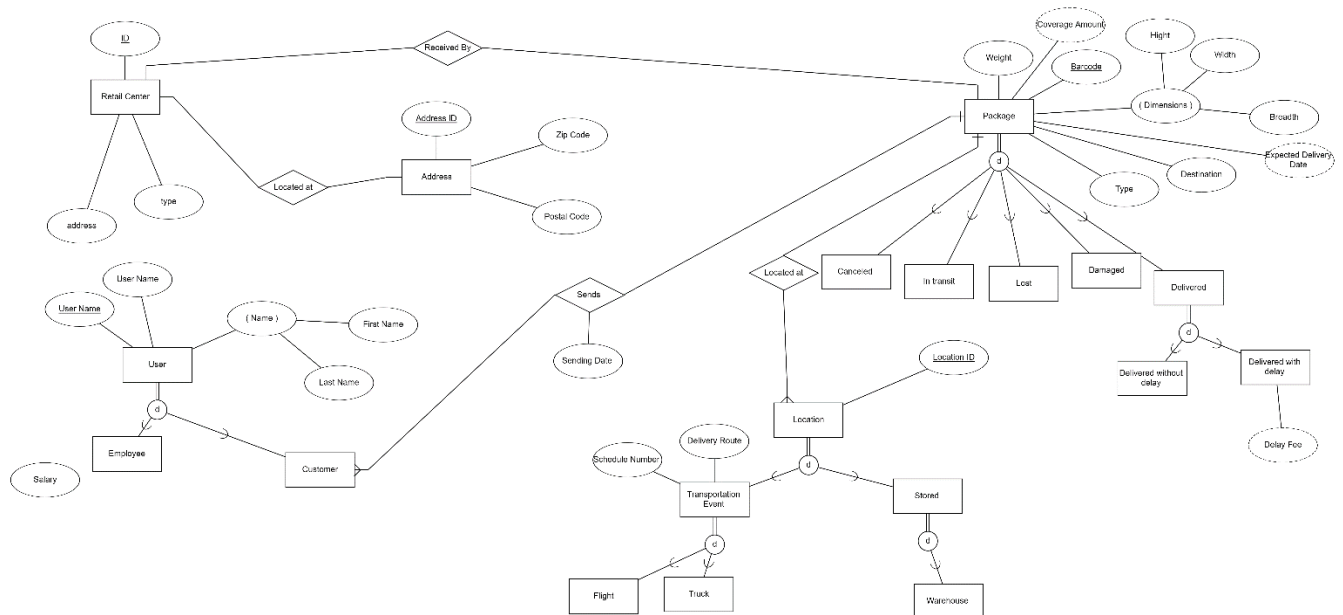 ID
Received By
Coverage Amount
Hight
Width
Weight
Barcode
Retail Center
( Dimensions )
Package
Breadth
Address ID
Zip Code
Expected Delivery
Date
Located at
Address
Destination
Type
type
address
Postal Code
Located at
Canceled
In transit
Lost
Damaged
Delivered
User Name
User Name
( Name )
First Name
Sends
User
Last Name
Sending Date
Location ID
Delivered without
delay
Delivered with
delay
d
d
d
Employee
Customer
Location
Delivery Route
Delay Fee
Salary
Schedule Number
d
Transportation
Event
Stored
d
d
Flight
Truck
Warehouse